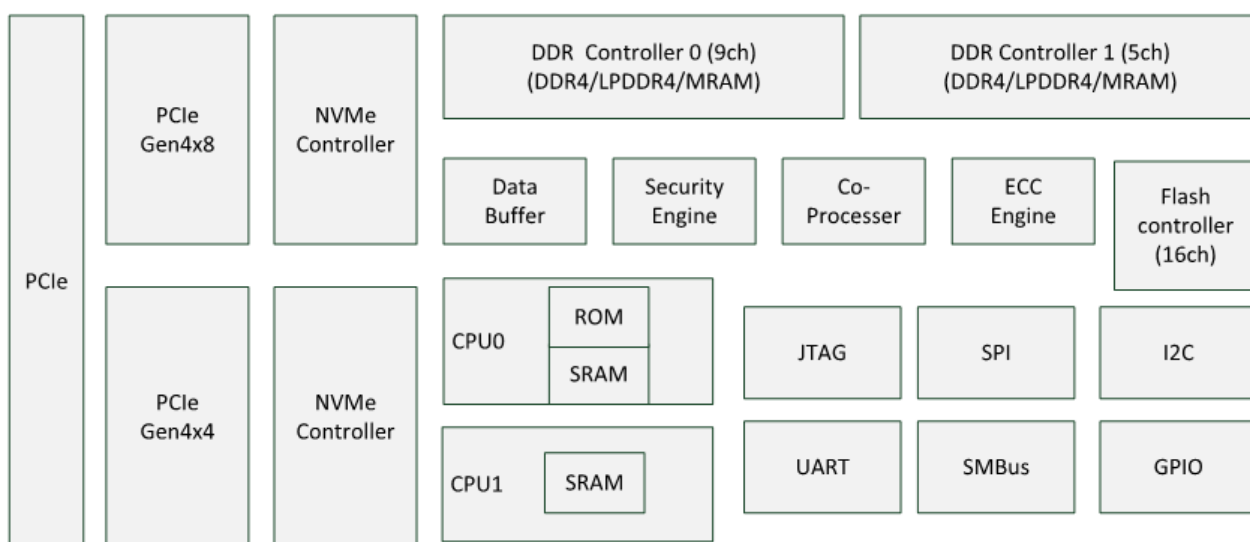 PCIe
PCIe
Gen4x8
NVMe
Controller
DDR Controller 0 (9ch)
(DDR4/LPDDR4/MRAM)
DDR Controller 1 (5ch)
(DDR4/LPDDR4/MRAM)
Data
Buffer
Security
Engine
Co-
Processer
ECC
Engine
Flash
controller
(16ch)
PCIe
Gen4x4
NVMe
Controller
CPU0
ROM
SRAM
JTAG
SPI
I2C
CPU1
SRAM
UART
SMBus
GPIO